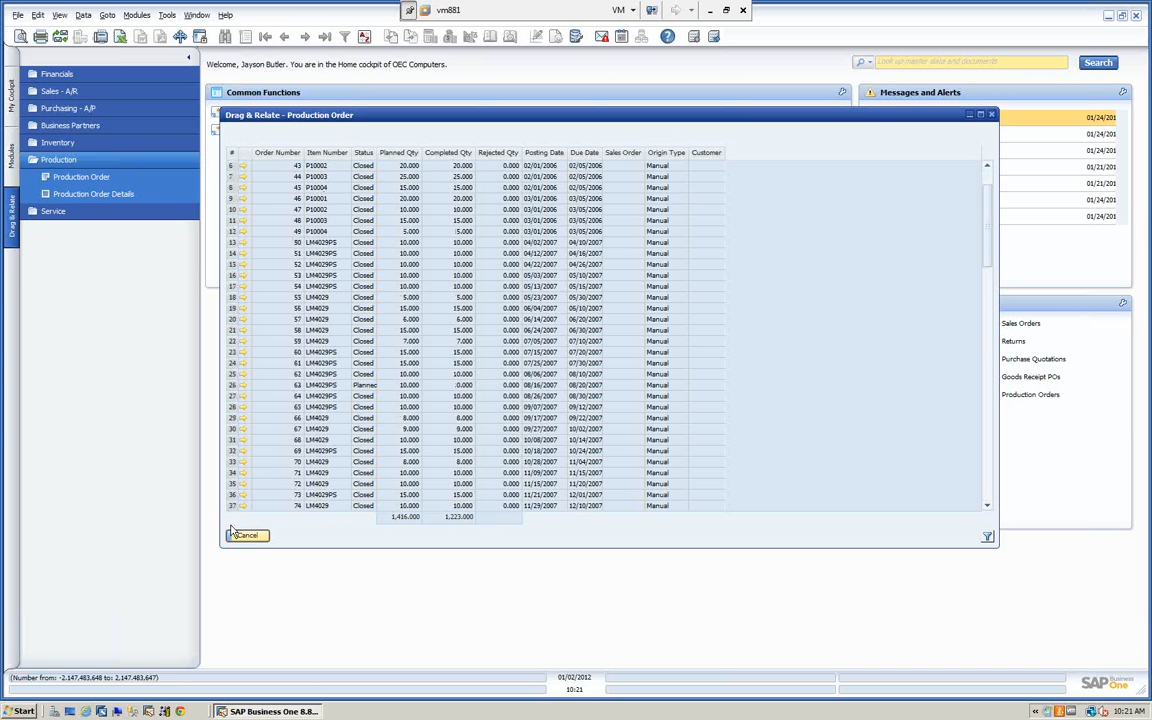 vm881
VM
File Edit View Data Goto Modules Tools Window Help
My Cockpit
Modules
Drag & Relate
Financials
Sales - A/R
Purchasing - A/P
Business Partners
Inventory
Production
Production Order
Production Order Details
Service
Welcome, Jayson Butler. You are in the Home cockpit of OEC Computers.
Look up master data and documents
Search
Common Functions
Messages and Alerts
01/24/201
01/21/201
01/24/201
Sales Orders
Returns
Purchase Quotations
Goods Receipt POs
Production Orders
Drag & Relate - Production Order
# Order Number Item Number Status Planned Qty Completed Qty Rejected Qty Posting Date Due Date Sales Order Origin Type Customer
6 43 P10002 Closed 20.000 20.000 0.000 02/01/2006 02/05/2006 Manual
7 44 P10003 Closed 25.000 25.000 0.000 02/01/2006 02/05/2006 Manual
8 45 P10004 Closed 15.000 15.000 0.000 02/01/2006 02/05/2006 Manual
9 46 P10001 Closed 20.000 20.000 0.000 03/01/2006 03/05/2006 Manual
10 47 P10002 Closed 10.000 10.000 0.000 03/01/2006 03/05/2006 Manual
11 48 P10003 Closed 15.000 15.000 0.000 03/01/2006 03/05/2006 Manual
12 49 P10004 Closed 5.000 :5.000 0.000 03/01/2006 03/05/2006 Manual
13 50 LM4029PS Closed 10.000 10.000 0.000 04/02/2007 04/10/2007 Manual
14 51 LM4029PS Closed 10.000 10.000 0.000 04/12/2007 04/16/2007 Manual
15 52 LM4029PS Closed 10.000 10.000 0.000 04/22/2007 04/26/2007 Manual
16 53 LM4029PS Closed 10.000 10.000 0.000 05/03/2007 05/10/2007 Manual
17 54 LM4029PS Closed 10.000 10.000 0.000 05/13/2007 05/15/2007 Manual
18 55 LM4029 Closed 5.000 5.000 0.000 05/23/2007 05/30/2007 Manual
19 56 LM4029 Closed 15.000 15.000 0.000 06/04/2007 06/10/2007 Manual
20 57 LM4029 Closed 6.000 6.000 0.000 06/14/2007 06/20/2007 Manual
21 58 LM4029 Closed 15.000 15.000 0.000 06/24/2007 06/30/2007 Manual
22 59 LM4029 Closed 7.000 7.000 0.000 07/05/2007 07/10/2007 Manual
23 60 LM4029PS Closed 15.000 15.000 0.000 07/15/2007 07/20/2007 Manual
24 61 LM4029PS Closed 15.000 15.000 0.000 07/25/2007 07/30/2007 Manual
25 62 LM4029PS Closed 10.000 10.000 0.000 08/06/2007 08/10/2007 Manual
26 63 LM4029PS Planned 10.000 :0.000 0.000 08/16/2007 08/20/2007 Manual
27 64 LM4029PS Closed 10.000 10.000 0.000 08/26/2007 08/30/2007 Manual
28 65 LM4029PS Closed 10.000 10.000 0.000 09/07/2007 09/12/2007 Manual
29 66 LM4029 Closed 8.000 8.000 0.000 09/17/2007 09/22/2007 Manual
30 67 LM4029 Closed 9.000 9.000 0.000 09/27/2007 10/02/2007 Manual
31 68 LM4029 Closed 10.000 10.000 0.000 10/08/2007 10/14/2007 Manual
32 69 LM4029PS Closed 15.000 15.000 0.000 10/18/2007 10/24/2007 Manual
33 70 LM4029 Closed 8.000 8.000 0.000 10/28/2007 11/04/2007 Manual
34 71 LM4029 Closed 10.000 10.000 0.000 11/09/2007 11/15/2007 Manual
35 72 LM4029 Closed 10.000 10.000 0.000 11/15/2007 11/20/2007 Manual
36 73 LM4029PS Closed 15.000 15.000 0.000 11/21/2007 12/01/2007 Manual
37 74 LM4029 Closed 10.000 10.000 0.000 11/29/2007 12/10/2007 Manual
1,416.000 1,223.000
Cancel
(Number from: -2.147,483,648 to: 2,147.483,647)
01/02/2012
10:21
SAP Business One
Start
SAP Business One 8.8...
10:21 AM